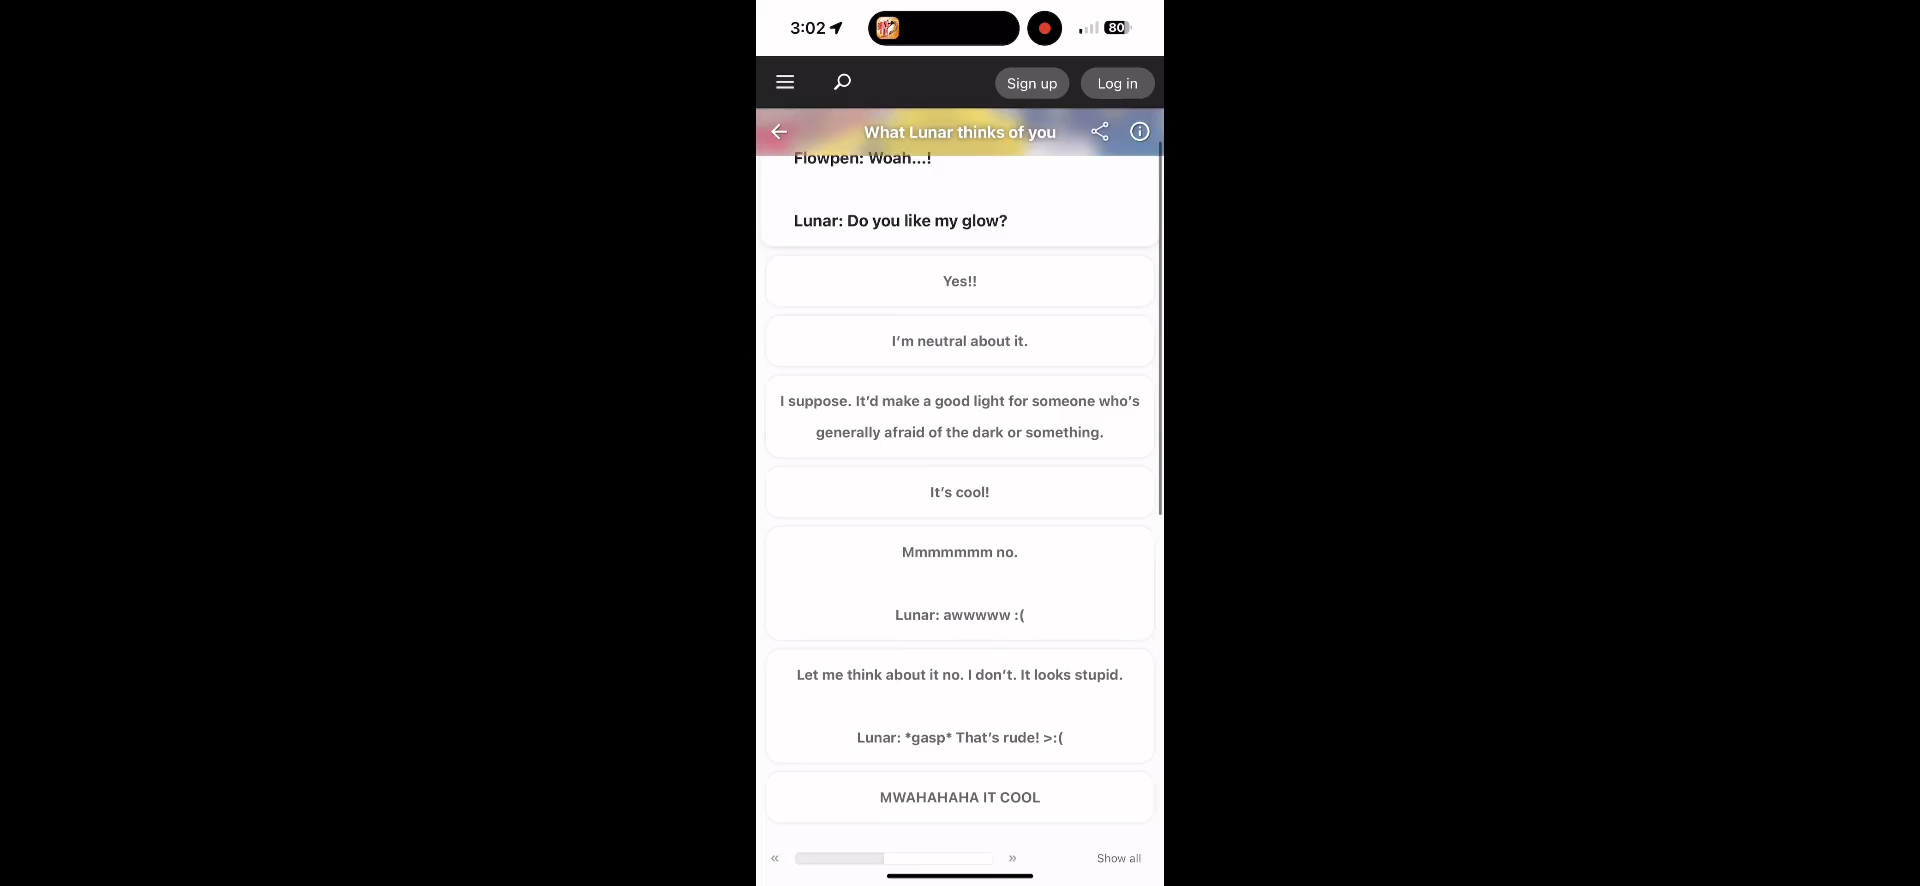 3:02
80
Sign up
Log in
What Lunar thinks of you
Flowpen: Woah...!
Lunar: Do you like my glow?
Yes!!
I’m neutral about it.
I suppose. It’d make a good light for someone who’s
generally afraid of the dark or something.
It’s cool!
Mmmmmmm no.
Lunar: awwwww :(
Let me think about it no. I don’t. It looks stupid.
Lunar: *gasp* That’s rude! >:(
MWAHAHAHA IT COOL
«
»
Show all